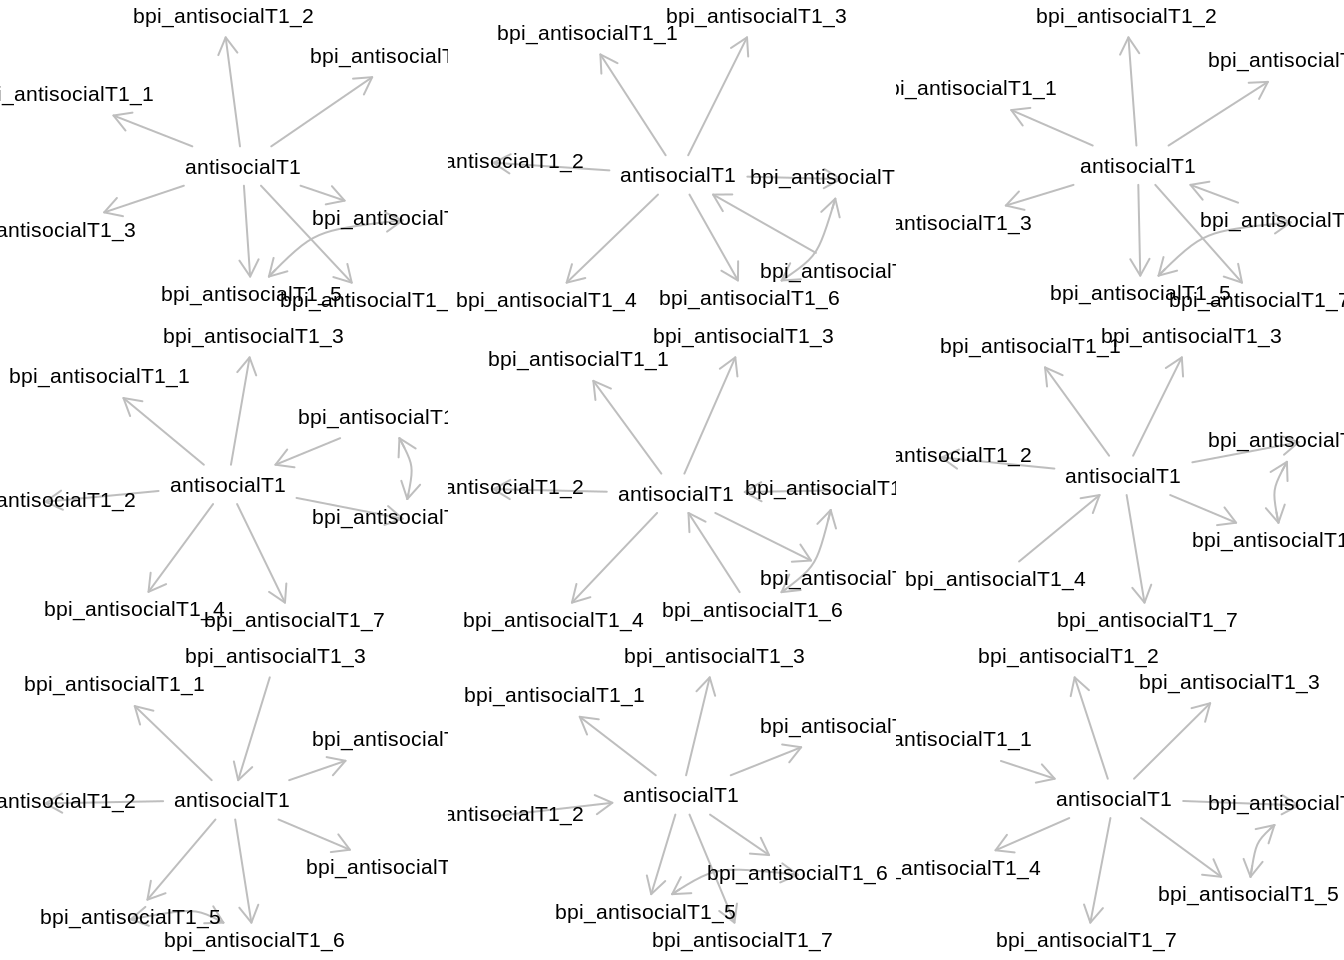 bpi_antisocialT1_2
bpi_antisocialT
i_antisocialT1_1
antisocialT1
bpi_antisocialT
antisocialT1_3
bpi_antisocialT1_5
bpi_antisocialT1_
bpi_antisocialT1_3
bpi_antisocialT1_1
antisocialT1_2
antisocialT1
bpi_antisocialT
bpi_antisocialT
bpi_antisocialT1_4
bpi_antisocialT1_6
bpi_antisocialT1_2
bpi_antisocialT
pi_antisocialT1_1
antisocialT1
bpi_antisocialT
antisocialT1_3
bpi_antisocialT1_5
bpi_antisocialT1_7
bpi_antisocialT1_3
bpi_antisocialT1_1
bpi_antisocialT1
antisocialT1
antisocialT1_2
bpi_antisocialT
bpi_antisocialT1_4
bpi_antisocialT1_7
bpi_antisocialT1_3
bpi_antisocialT1_1
antisocialT1_2
antisocialT1
bpi_antisocialT1
bpi_antisocialT
bpi_antisocialT1_6
bpi_antisocialT1_4
bpi_antisocialT1_3
bpi_antisocialT1_1
bpi_antisocialT
antisocialT1_2
antisocialT1
bpi_antisocialT1
bpi_antisocialT1_4
bpi_antisocialT1_7
bpi_antisocialT1_3
bpi_antisocialT1_1
bpi_antisocialT
antisocialT1_2
antisocialT1
bpi_antisocialT
bpi_antisocialT1_5
bpi_antisocialT1_6
bpi_antisocialT1_3
bpi_antisocialT1_1
bpi_antisocialT
antisocialT1
antisocialT1_2
bpi_antisocialT1_6
bpi_antisocialT1_5
bpi_antisocialT1_7
bpi_antisocialT1_2
bpi_antisocialT1_3
antisocialT1_1
antisocialT1
bpi_antisocialT
_antisocialT1_4
bpi_antisocialT1_5
bpi_antisocialT1_7